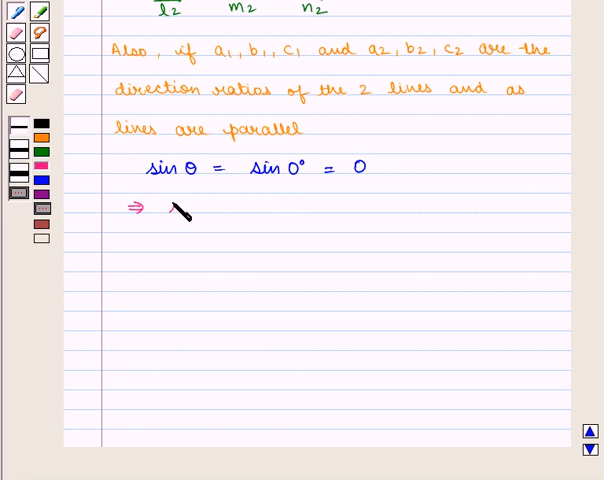 l2 m2 n2
Also, if a1, b1, c1 and a2, b2, c2 are the
direction ratios of the 2 lines and as
lines are parallel
sin θ = sin 0° = 0
⇒